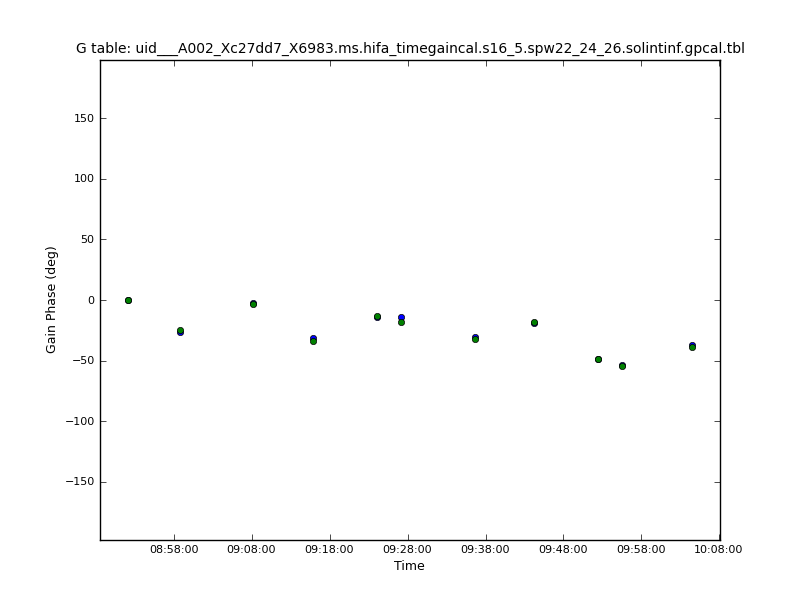 G table: uid___A002_Xc27dd7_X6983.ms.hifa_timegaincal.s16_5.spw22_24_26.solintinf.gpcal.tbl
150
100
50
0
−50
−100
−150
Gain Phase (deg)
08:58:00 09:08:00 09:18:00 09:28:00 09:38:00 09:48:00 09:58:00 10:08:00
Time